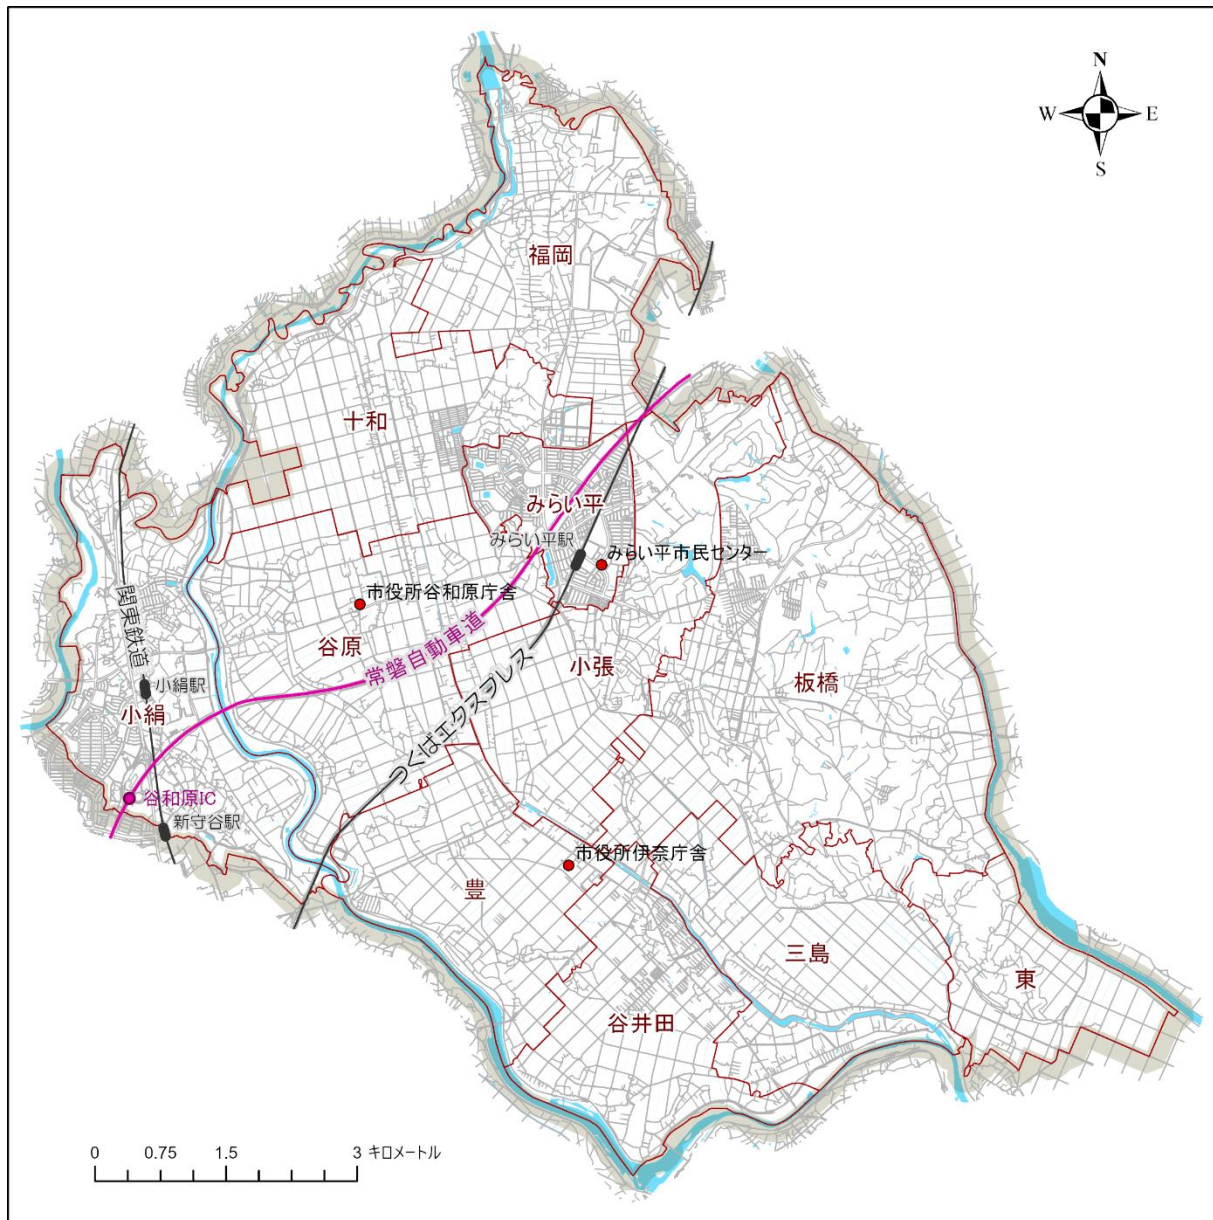 N
W
E
S
福岡
十和
みらい平
みらい平駅
みらい平市民センター
市役所谷和原庁舎
谷原
常磐自動車道
関東鉄道
小絹駅
小絹
小張
板橋
つくばエクスプレス
谷和原IC
新守谷駅
市役所伊奈庁舎
豊
三島
東
谷井田
0 0.75 1.5 3 キロメートル